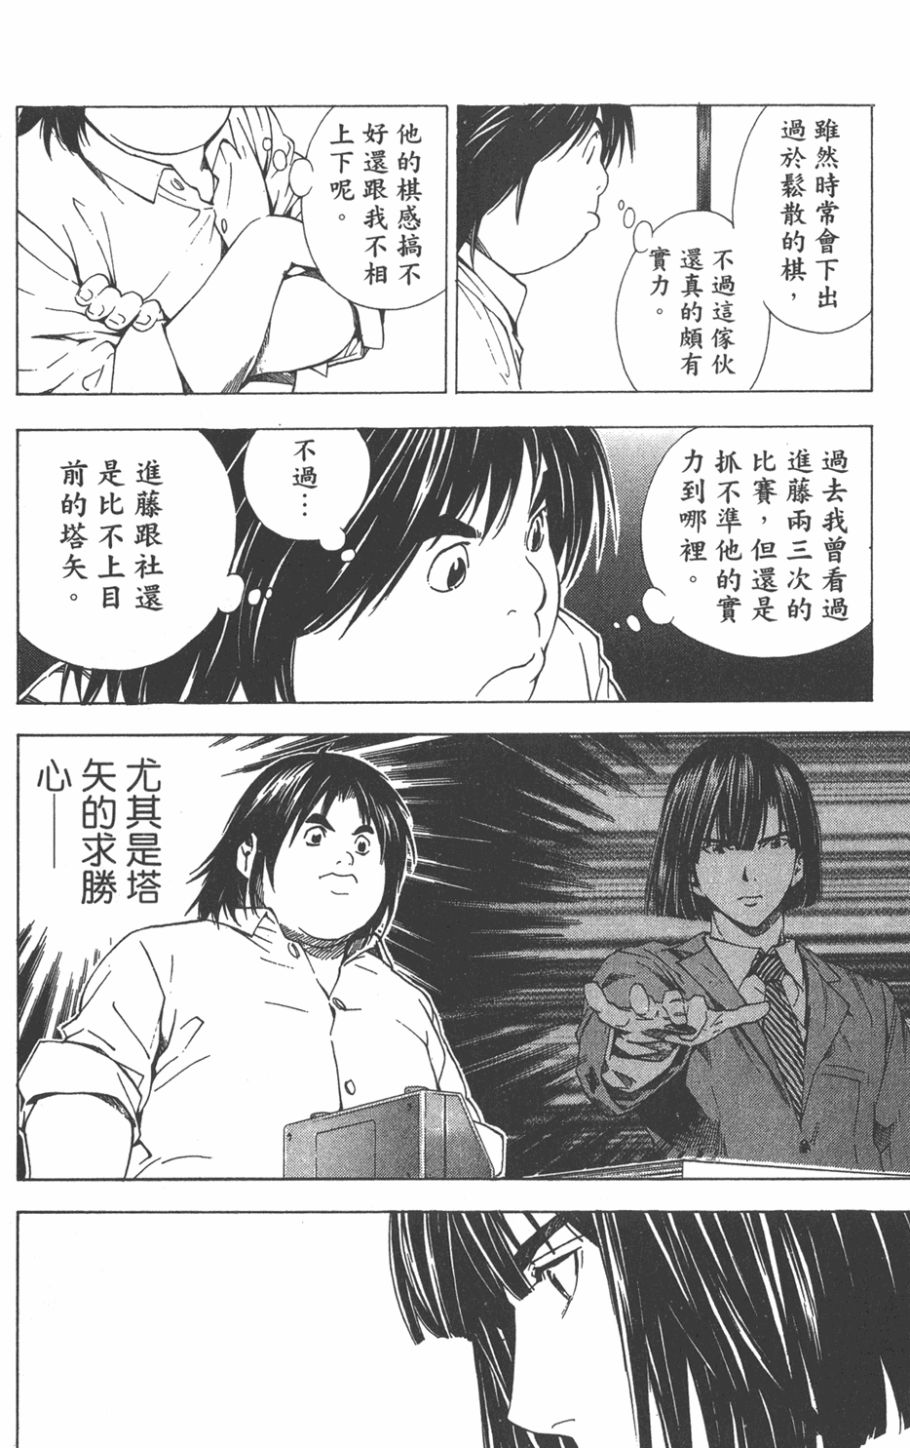 雖然時常會下出
過於鬆散的棋，
不過這傢伙
還真的頗有
實力。
他的棋感搞不
好還跟我不相
上下呢。
過去我曾看過
進藤兩三次的
比賽，但還是
抓不準他的實
力到哪裡。
不過…
進藤跟社還
是比不上目
前的塔矢。
尤其是塔
矢的求勝
心——